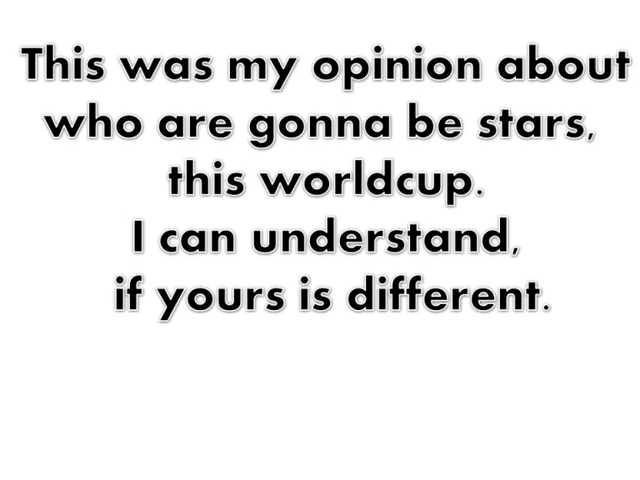 This was my opinion about
who are gonna be stars,
this worldcup.
I can understand,
if yours is different.